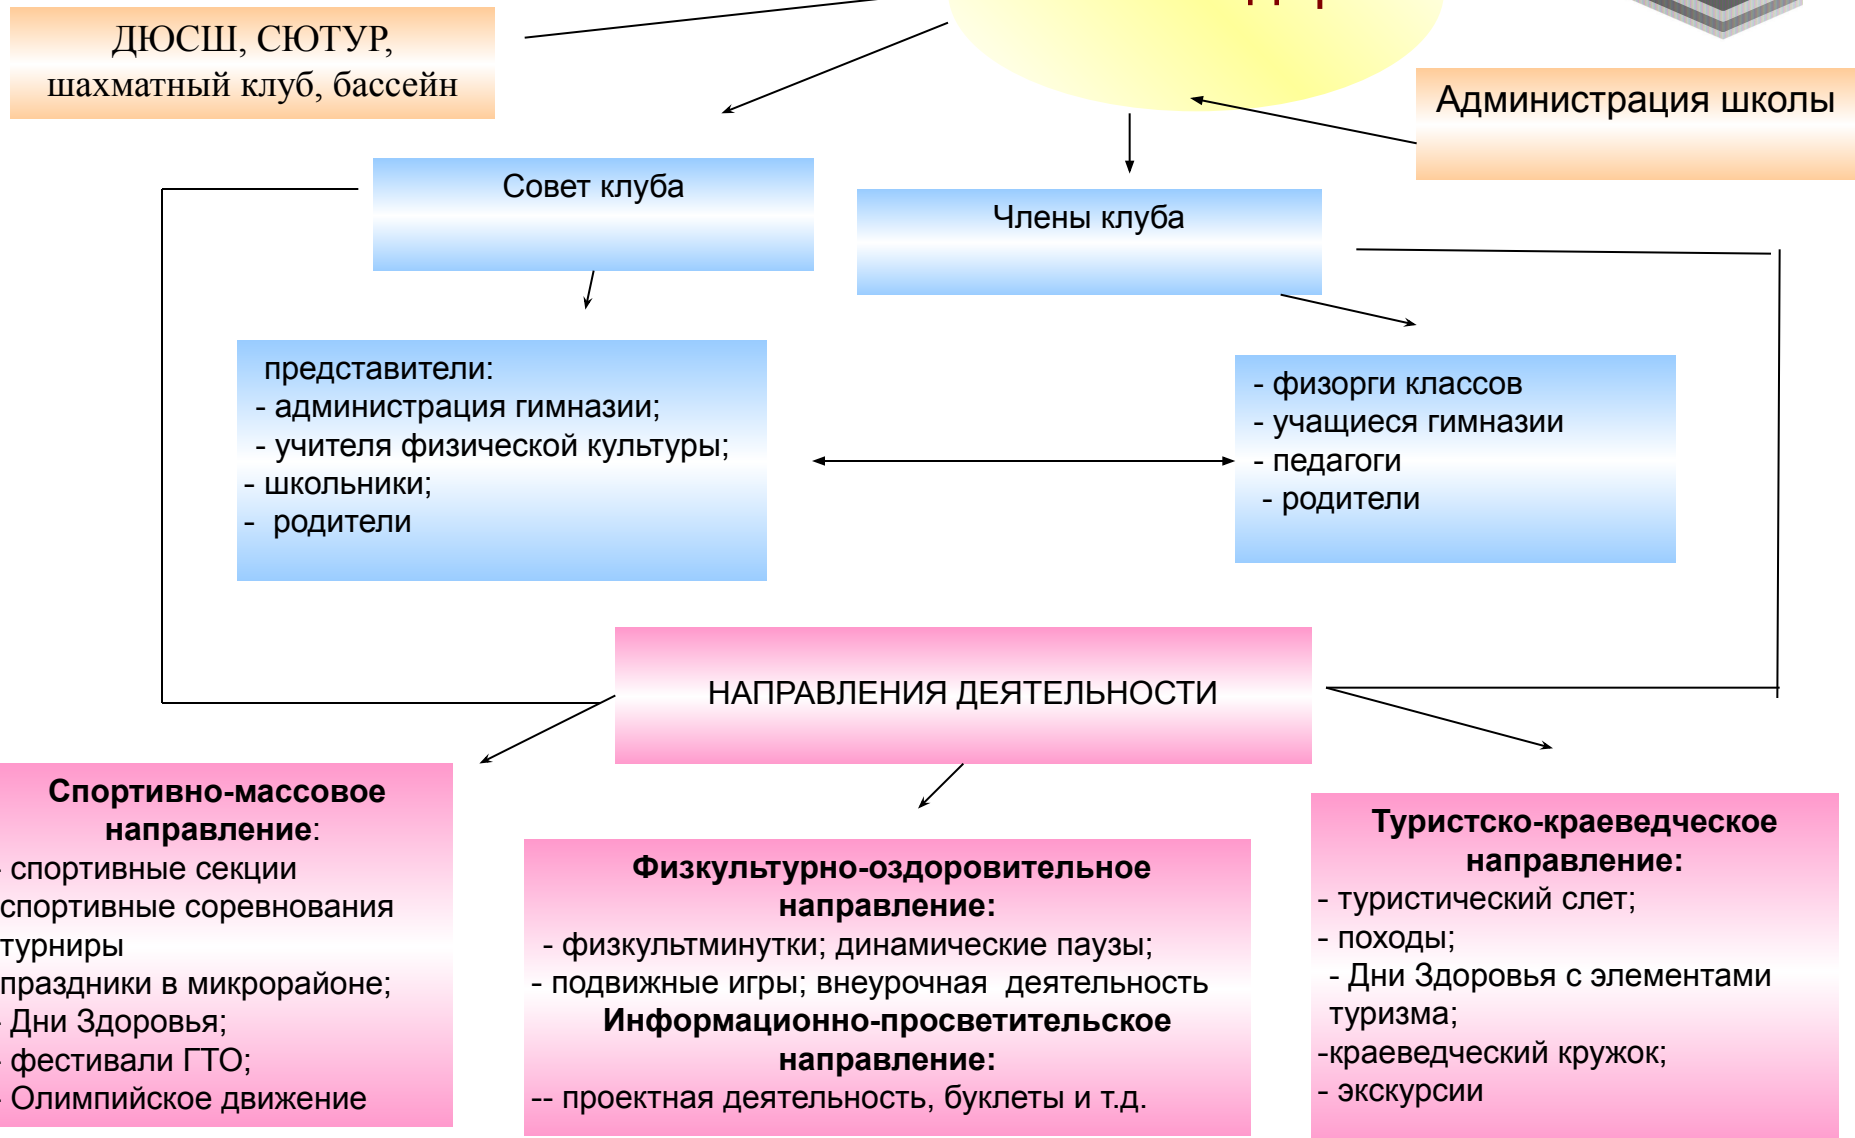 ДЮСШ, СЮТУР,
шахматный клуб, бассейн
Администрация школы
Совет клуба
Члены клуба
представители:
- администрация гимназии;
- учителя физической культуры;
- школьники;
- родители
- физорги классов
- учащиеся гимназии
- педагоги
- родители
НАПРАВЛЕНИЯ ДЕЯТЕЛЬНОСТИ
Спортивно-массовое
направление:
- спортивные секции
спортивные соревнования
турниры
праздники в микрорайоне;
- Дни Здоровья;
- фестивали ГТО;
- Олимпийское движение
Физкультурно-оздоровительное
направление:
- физкультминутки; динамические паузы;
- подвижные игры; внеурочная деятельность
Информационно-просветительское
направление:
-- проектная деятельность, буклеты и т.д.
Туристско-краеведческое
направление:
- туристический слет;
- походы;
- Дни Здоровья с элементами
туризма;
-краеведческий кружок;
- экскурсии